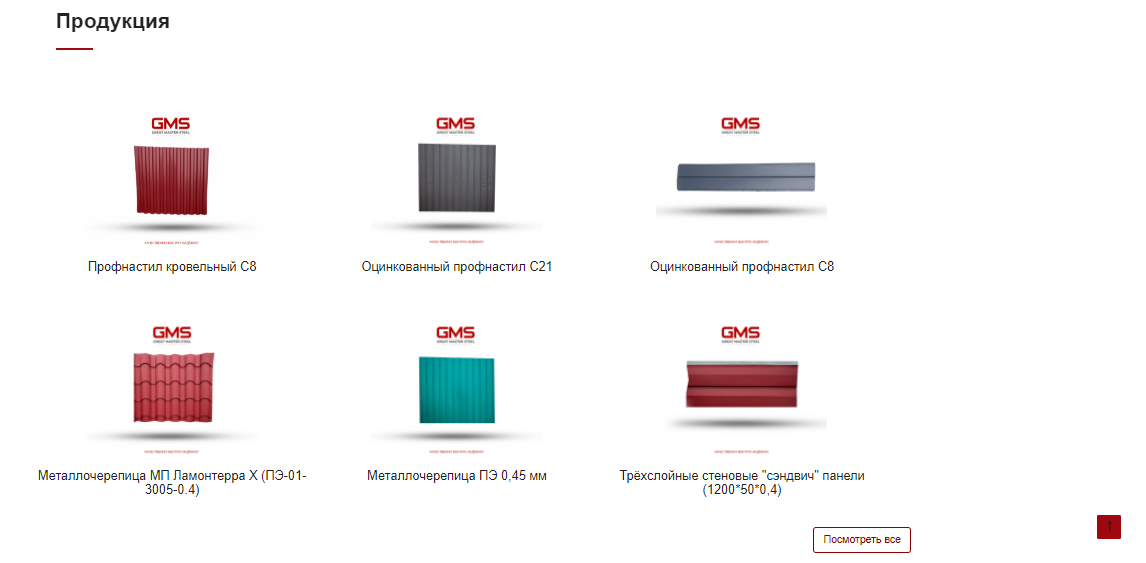 Продукция
GMS
GREAT MASTER STEEL
GMS
GREAT MASTER STEEL
GMS
GREAT MASTER STEEL
Профнастил кровельный С8
Оцинкованный профнастил С21
Оцинкованный профнастил С8
GMS
GREAT MASTER STEEL
GMS
GREAT MASTER STEEL
GMS
GREAT MASTER STEEL
Металлочерепица МП Ламонтерра X (ПЭ-01-
3005-0.4)
Металлочерепица ПЭ 0,45 мм
Трёхслойные стеновые "сэндвич" панели
(1200*50*0,4)
Посмотреть все
↑